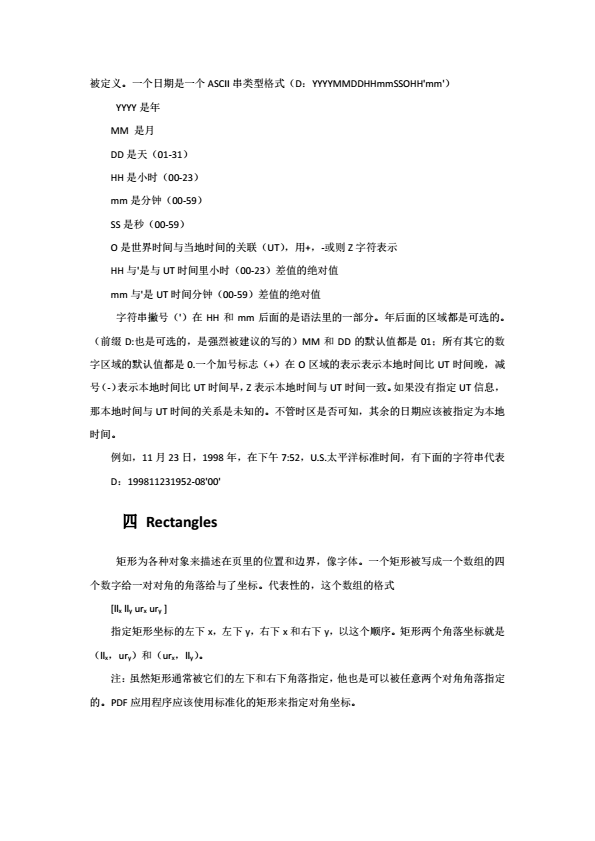 被定义。一个日期是一个 ASCII 串类型格式（D：YYYYMMDDHHmmSSOHH'mm'）
YYYY 是年
MM 是月
DD 是天（01-31）
HH 是小时（00-23）
mm 是分钟（00-59）
SS 是秒（00-59）
O 是世界时间与当地时间的关联（UT），用+，-或则 Z 字符表示
HH 与'是与 UT 时间里小时（00-23）差值的绝对值
mm 与'是 UT 时间分钟（00-59）差值的绝对值
字符串撇号（'）在 HH 和 mm 后面的是语法里的一部分。年后面的区域都是可选的。
（前缀 D:也是可选的，是强烈被建议的写的）MM 和 DD 的默认值都是 01；所有其它的数
字区域的默认值都是 0.一个加号标志（+）在 O 区域的表示表示本地时间比 UT 时间晚，减
号（-）表示本地时间比 UT 时间早，Z 表示本地时间与 UT 时间一致。如果没有指定 UT 信息，
那本地时间与 UT 时间的关系是未知的。不管时区是否可知，其余的日期应该被指定为本地
时间。
例如，11 月 23 日，1998 年，在下午 7:52，U.S.太平洋标准时间，有下面的字符串代表
D：199811231952-08'00'
四 Rectangles
矩形为各种对象来描述在页里的位置和边界，像字体。一个矩形被写成一个数组的四
个数字给一对对角的角落给与了坐标。代表性的，这个数组的格式
[llx lly urx ury ]
指定矩形坐标的左下 x，左下 y，右下 x 和右下 y，以这个顺序。矩形两个角落坐标就是
（llx，ury）和（urx，lly）。
注：虽然矩形通常被它们的左下和右下角落指定，他也是可以被任意两个对角角落指定
的。PDF 应用程序应该使用标准化的矩形来指定对角坐标。